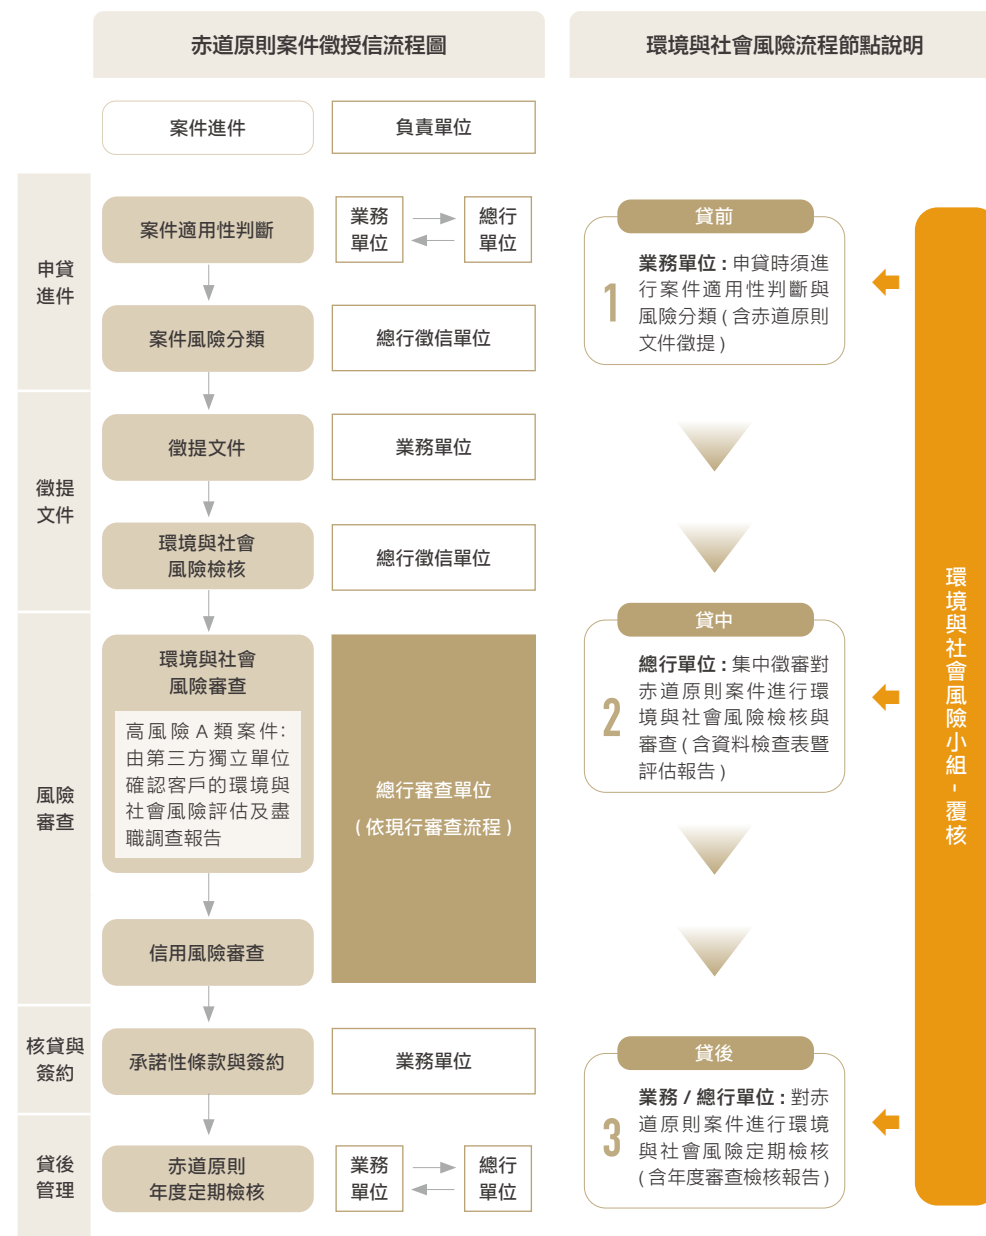 赤道原則案件徵授信流程圖
環境與社會風險流程節點說明
案件進件
負責單位
申貸
進件
案件適用性判斷
業務
單位
總行
單位
案件風險分類
總行徵信單位
徵提
文件
徵提文件
業務單位
環境與社會
風險檢核
總行徵信單位
風險
審查
環境與社會
風險審查
高風險A類案件:
由第三方獨立單位
確認客戶的環境與
社會風險評估及盡
職調查報告
總行審查單位
(依現行審查流程)
信用風險審查
核貸與
簽約
承諾性條款與簽約
業務單位
貸後
管理
赤道原則
年度定期檢核
業務
單位
總行
單位
貸前
1
業務單位:申貸時須進
行案件適用性判斷與
風險分類(含赤道原則
文件徵提)
貸中
2
總行單位:集中徵審對
赤道原則案件進行環
境與社會風險檢核與
審查(含資料檢查表暨
評估報告)
貸後
3
業務/總行單位:對赤
道原則案件進行環境
與社會風險定期檢核
(含年度審查檢核報告)
環境與社會風險小組-覆核